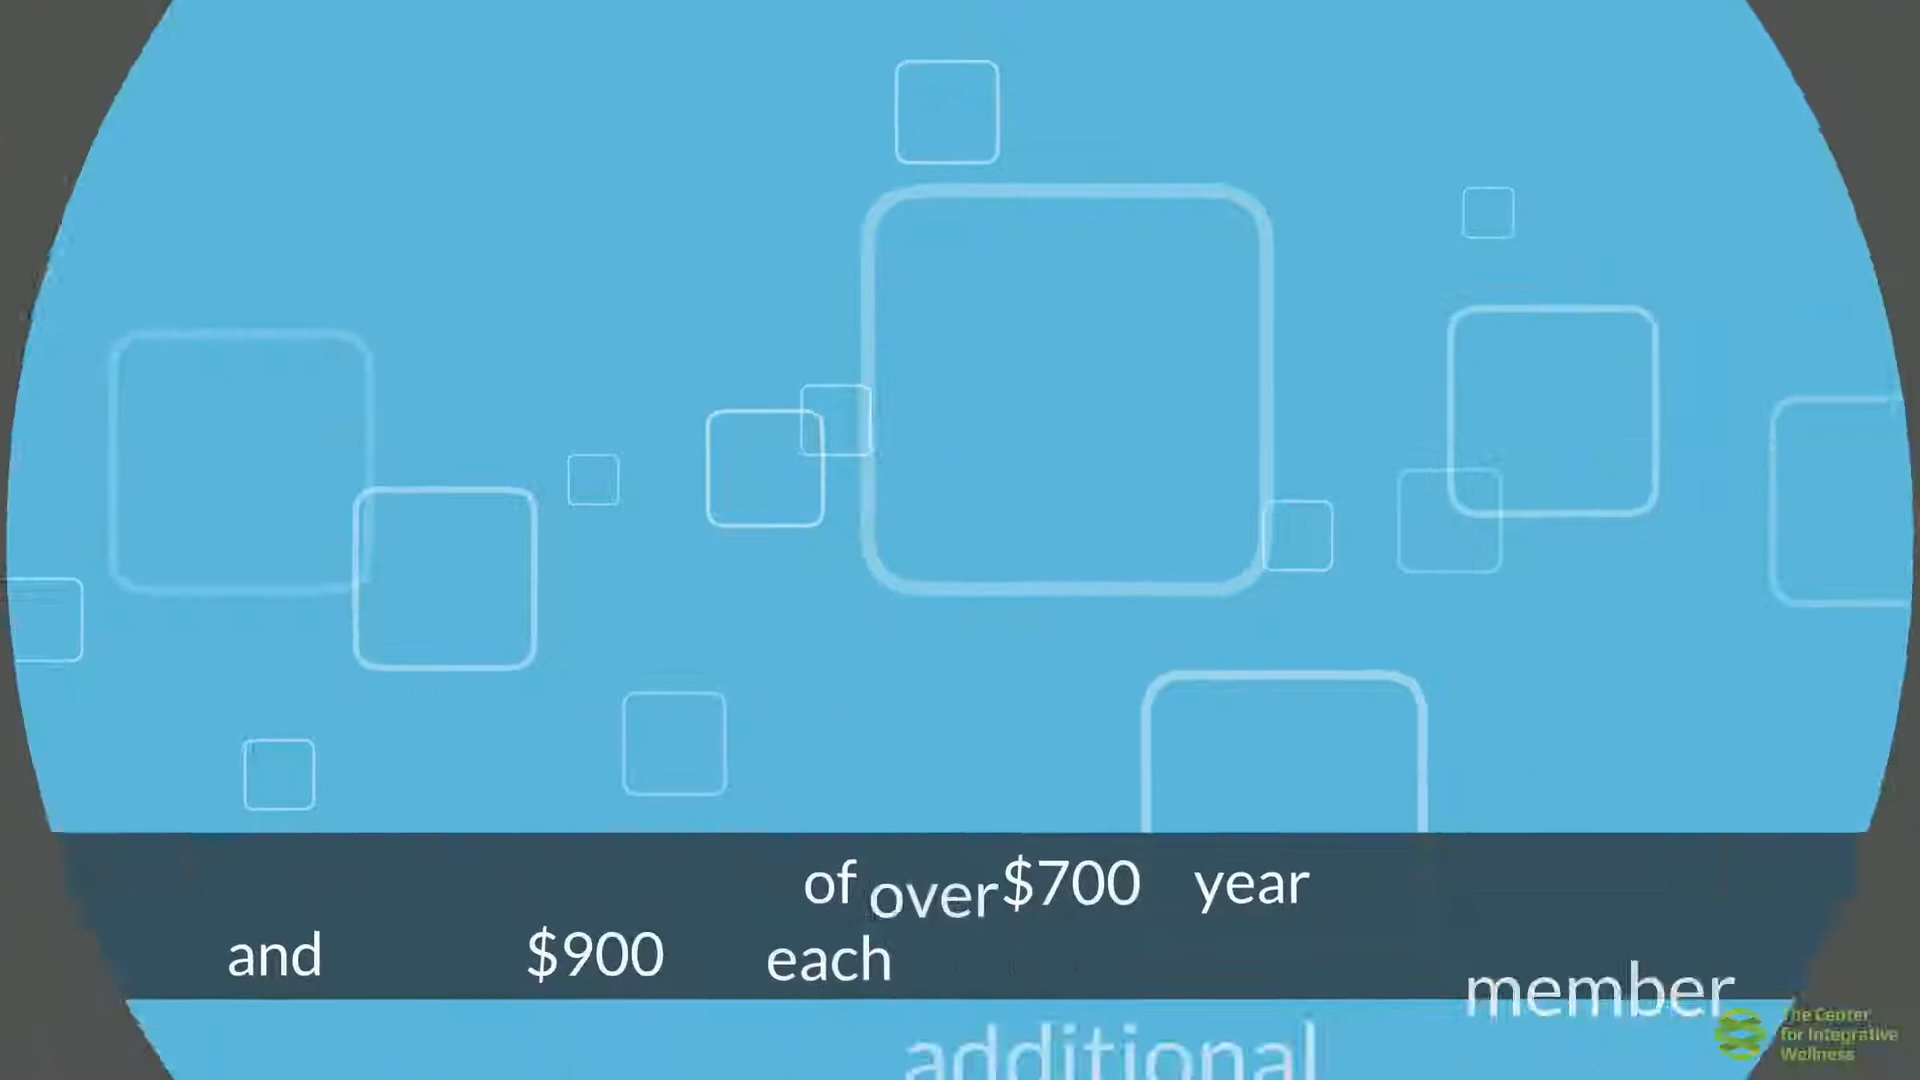 of over $700 year
and $900 each
member
additional
The Center
for Integrative
Wellness